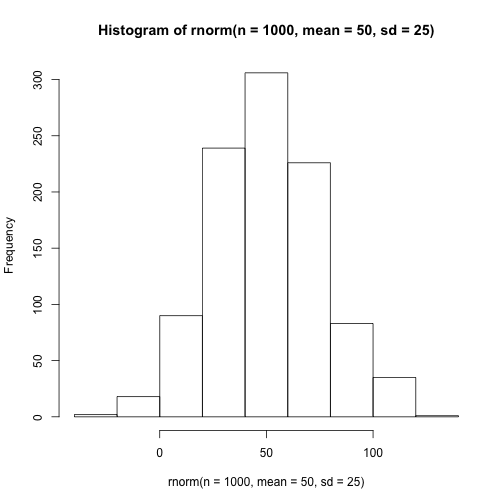 Histogram of rnorm(n = 1000, mean = 50, sd = 25)
Frequency
300
250
200
150
100
50
0
0 50 100
rnorm(n = 1000, mean = 50, sd = 25)